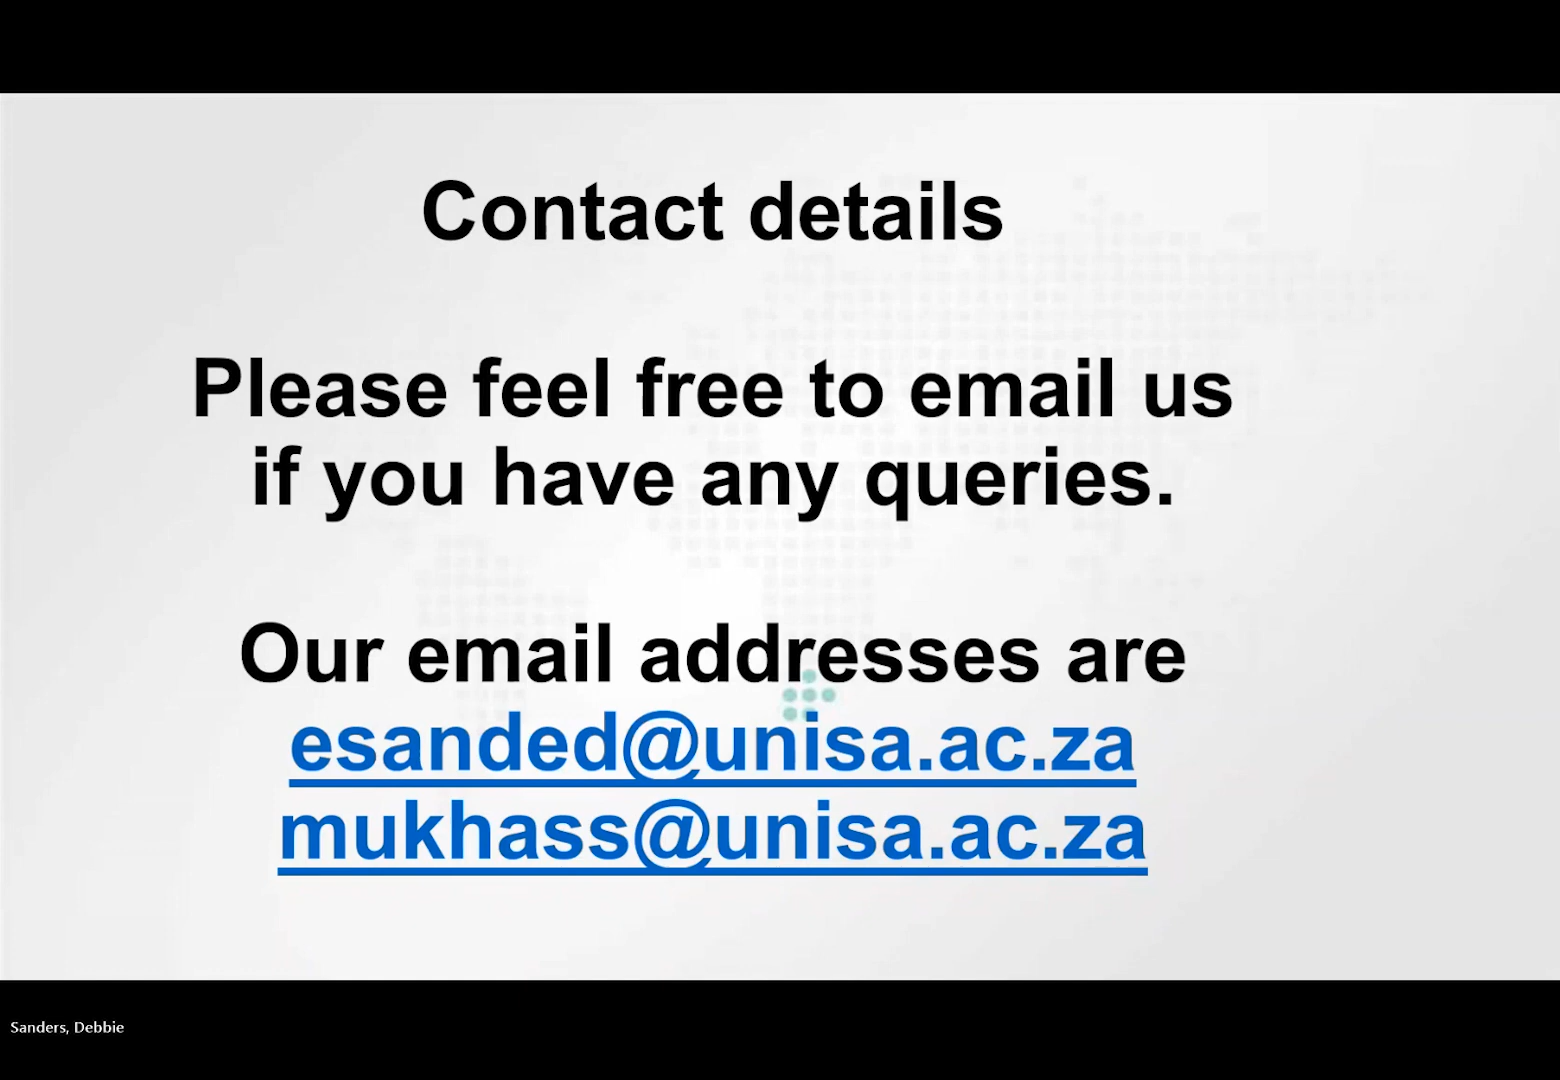 Contact details
Please feel free to email us
if you have any queries.
Our email addresses are
esanded@unisa.ac.za
mukhass@unisa.ac.za
Sanders, Debbie